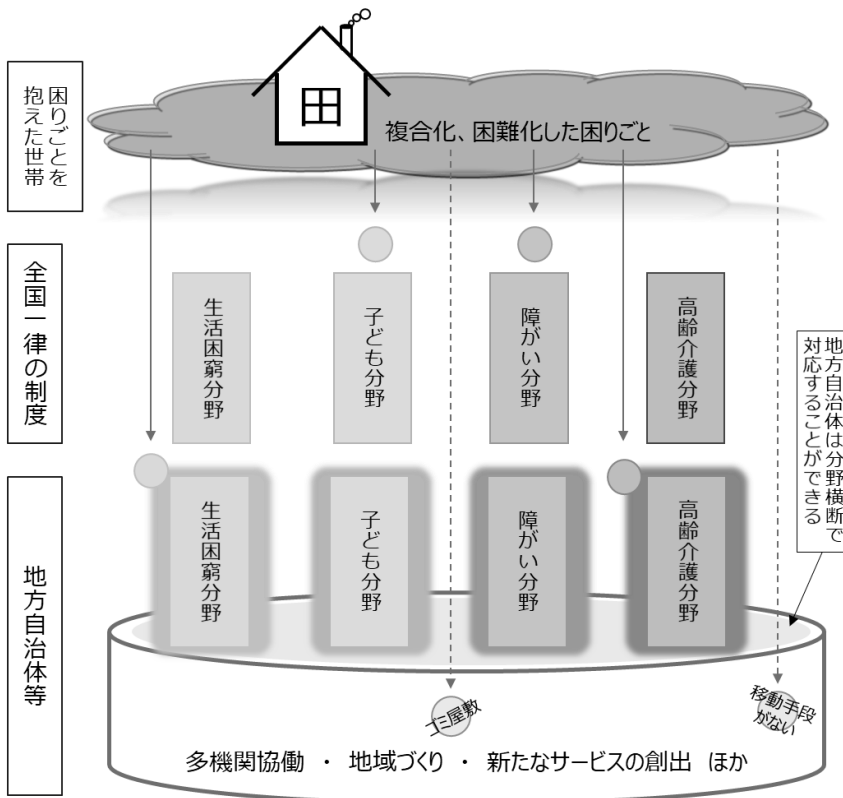 困りごとを
抱えた世帯
複合化、困難化した困りごと
全国一律の制度
生活困窮分野
子ども分野
障がい分野
高齢介護分野
地方自治体は分野横断で
対応することができる
地方自治体等
生活困窮分野
子ども分野
障がい分野
高齢介護分野
ゴミ屋敷
移動手段
がない
多機関協働 ・ 地域づくり ・ 新たなサービスの創出 ほか